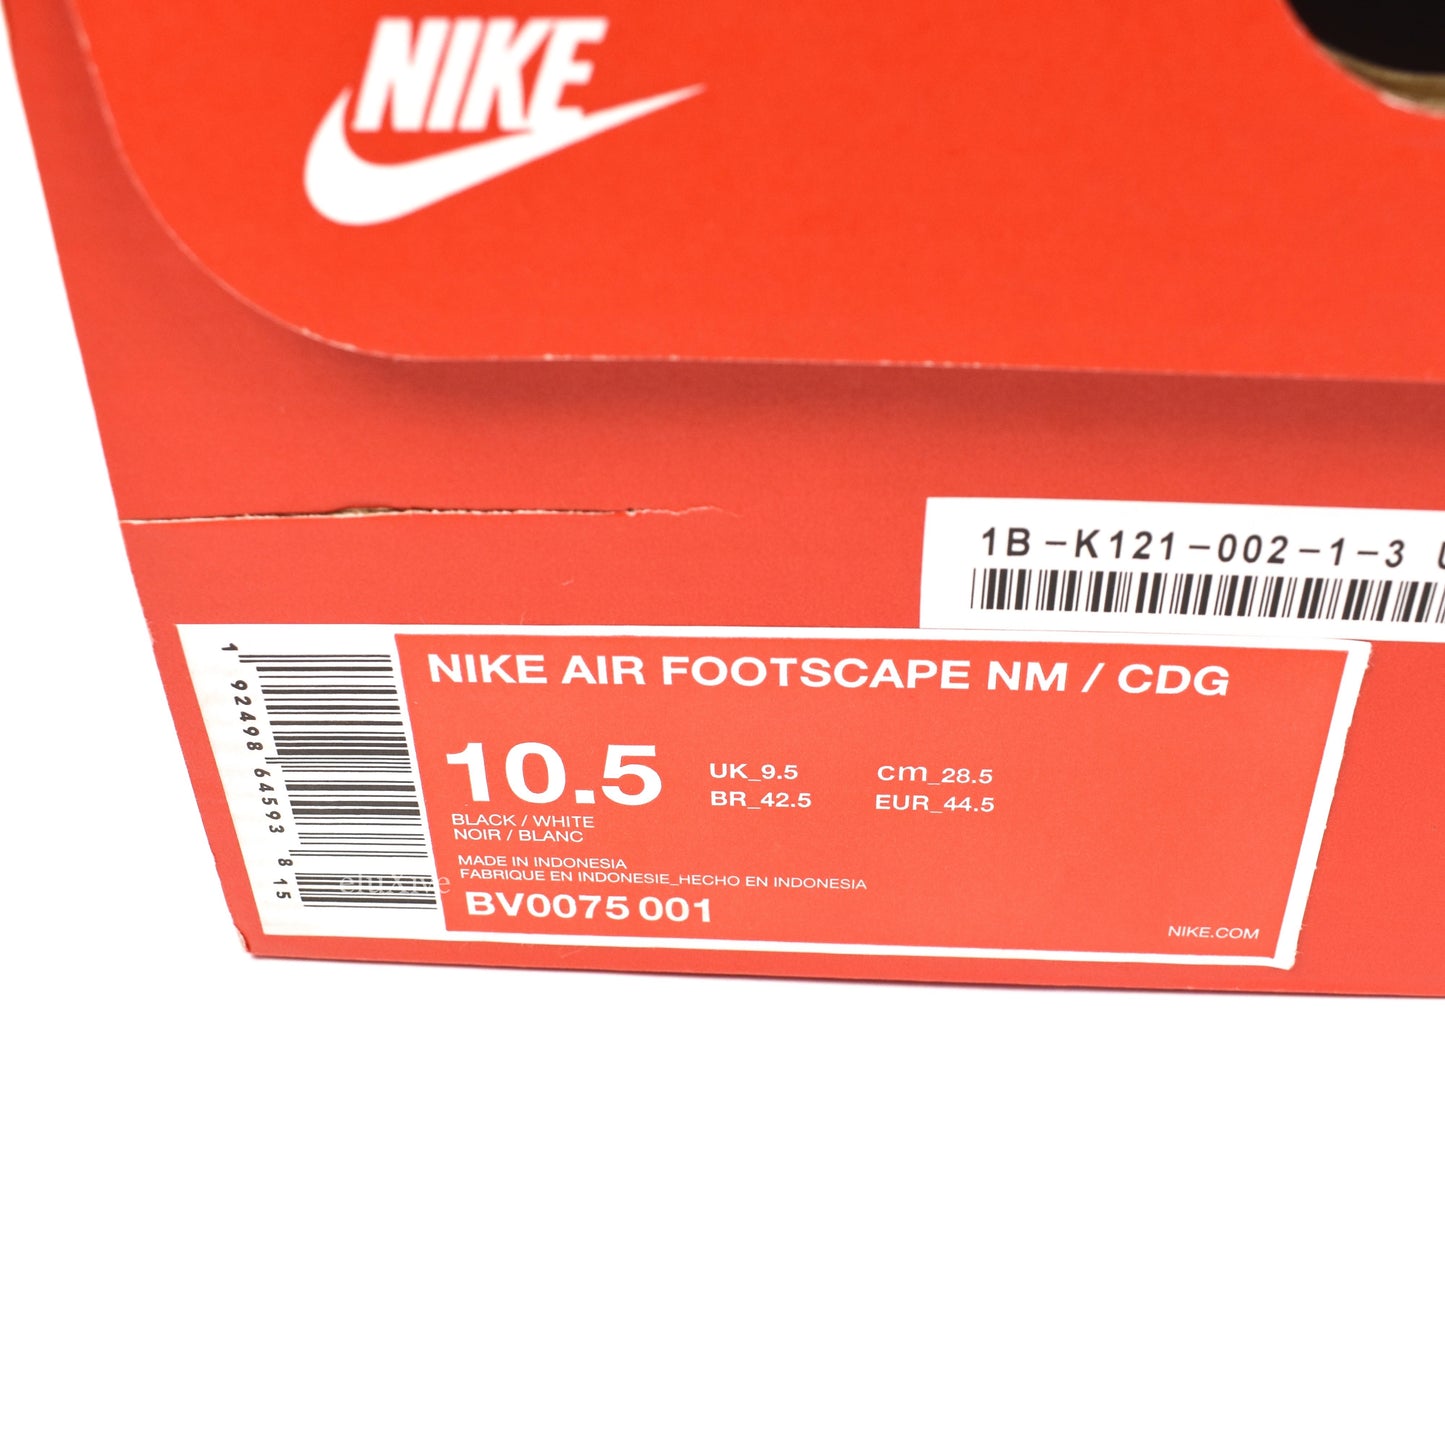 NIKE
1B-K121-002-1-3
NIKE AIR FOOTSCAPE NM / CDG
10.5
UK_9.5 cm_28.5
BR_42.5 EUR_44.5
BLACK / WHITE
NOIR / BLANC
MADE IN INDONESIA
FABRIQUE EN INDONESIE_HECHO EN INDONESIA
BV0075 001
NIKE.COM
1 92498 64593 8 15
eluXive